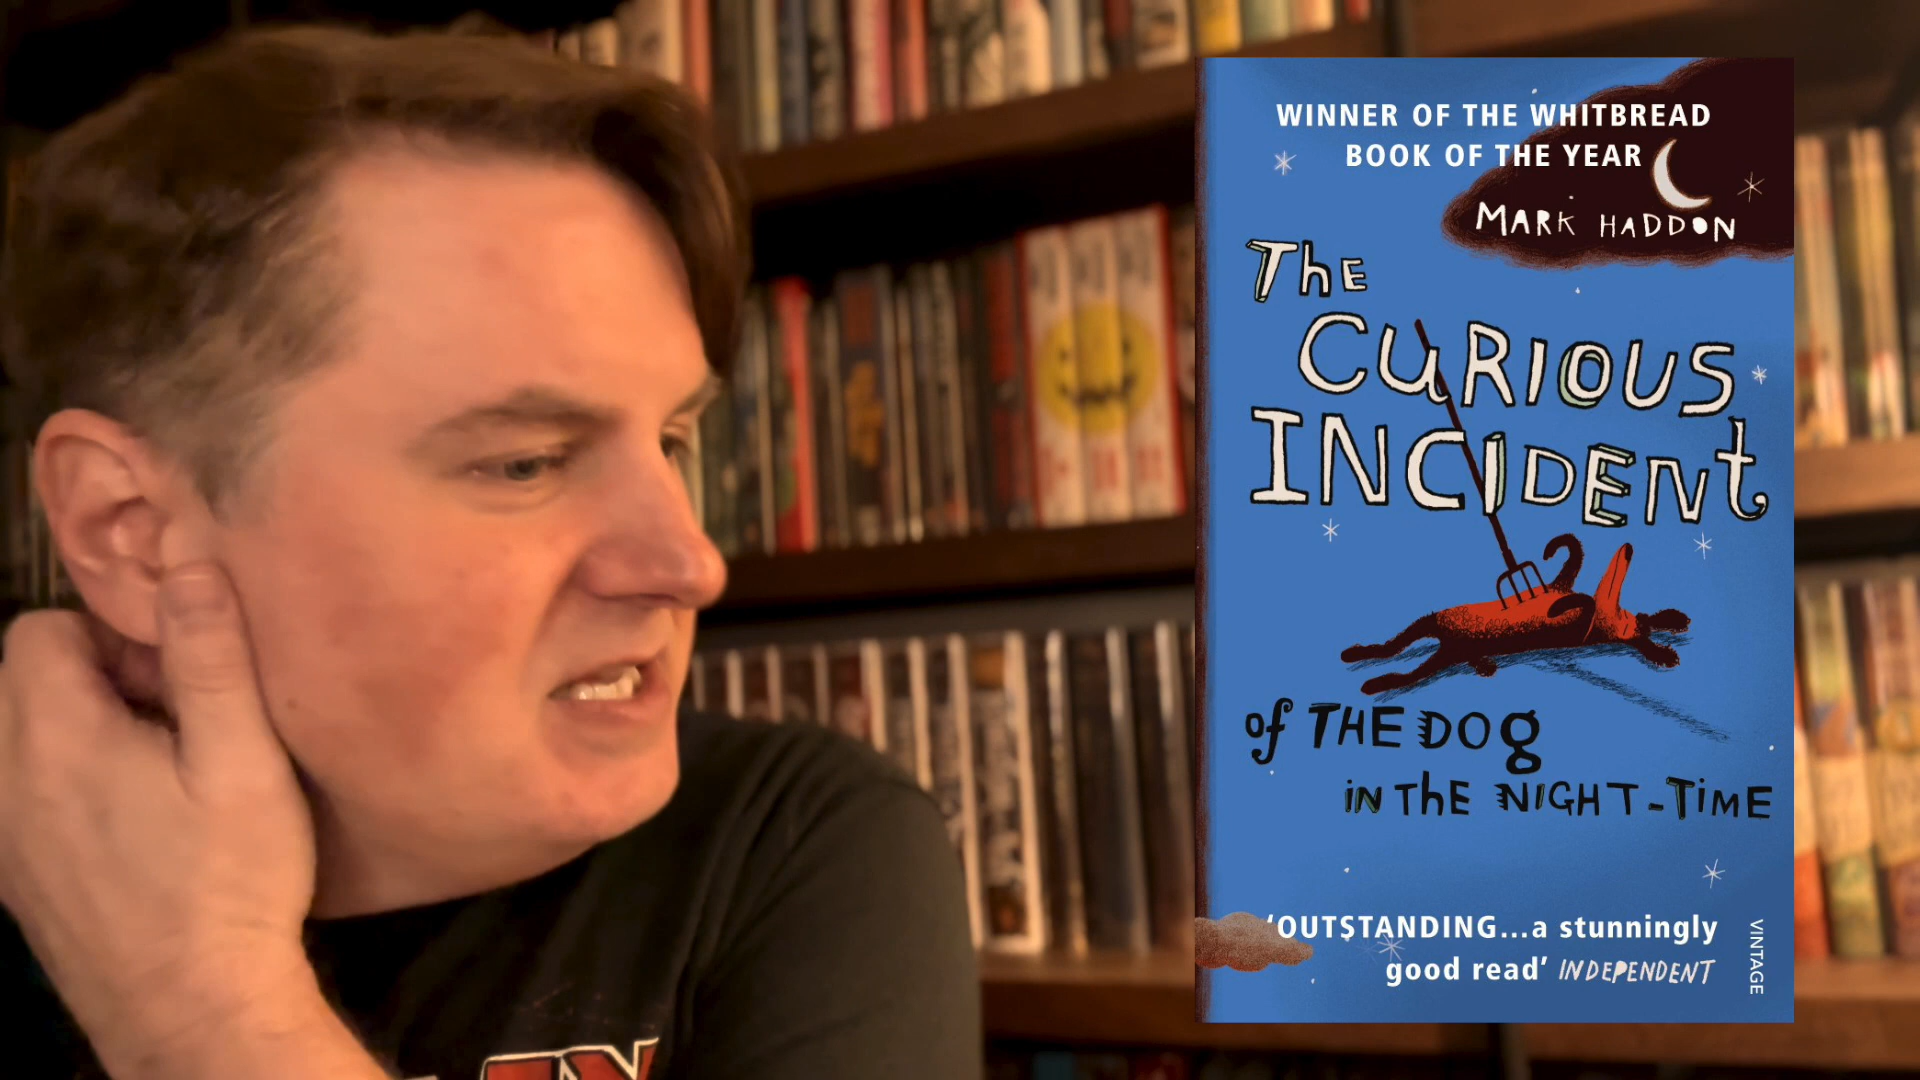 WINNER OF THE WHITBREAD
BOOK OF THE YEAR
MARK HADDON
The
CURIOUS
INCIDENT
of THE DOG
IN THE NIGHT-TIME
'OUTSTANDING...a stunningly
good read' INDEPENDENT
VINTAGE